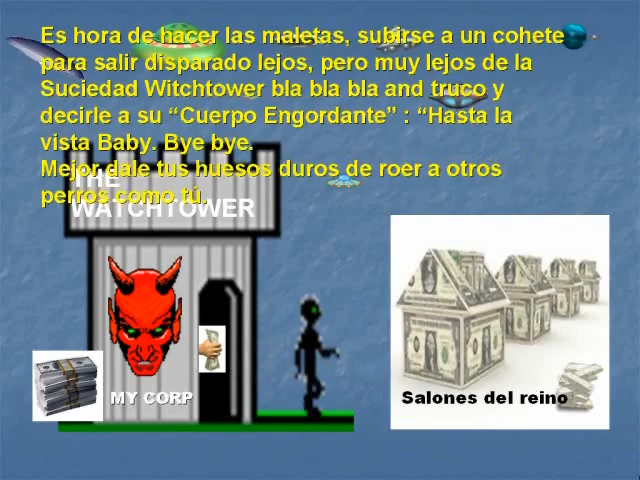 Es hora de hacer las maletas, subirse a un cohete
para salir disparado lejos, pero muy lejos de la
Suciedad Witchtower bla bla bla and truco y
decirle a su “Cuerpo Engordante” : “Hasta la
vista Baby. Bye bye.
Mejor dale tus huesos duros de roer a otros
perros como tú.
THE
WATCHTOWER
MY CORP
Salones del reino